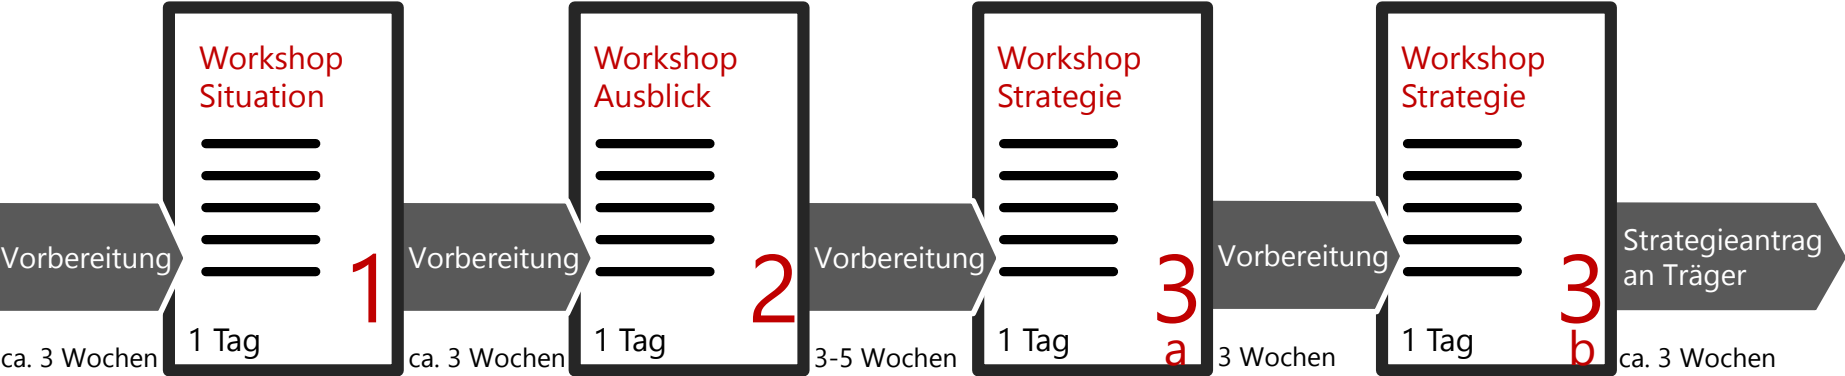 Vorbereitung
ca. 3 Wochen
Workshop
Situation
1
1 Tag
Vorbereitung
ca. 3 Wochen
Workshop
Ausblick
2
1 Tag
Vorbereitung
3-5 Wochen
Workshop
Strategie
3
a
1 Tag
Vorbereitung
3 Wochen
Workshop
Strategie
3
b
1 Tag
Strategieantrag
an Träger
ca. 3 Wochen